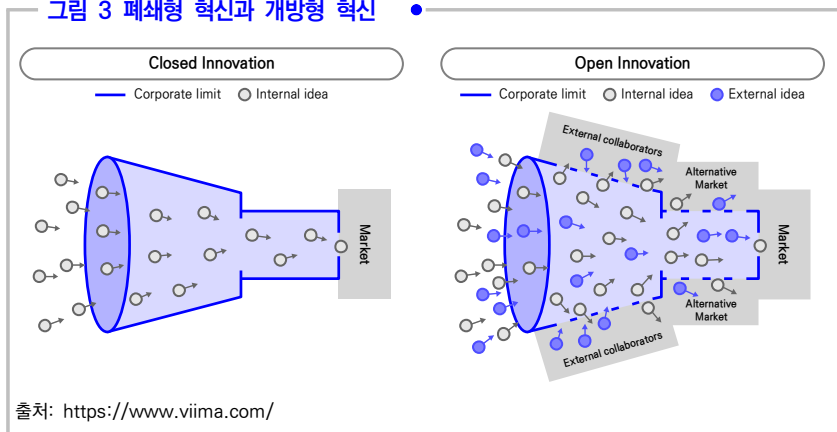 그림 3 폐쇄형 혁신과 개방형 혁신
Closed Innovation
Corporate limit Internal idea
Market
Open Innovation
Corporate limit Internal idea External idea
External collaborators
Alternative
Market
Market
Alternative
Market
External collaborators
출처: https://www.viima.com/